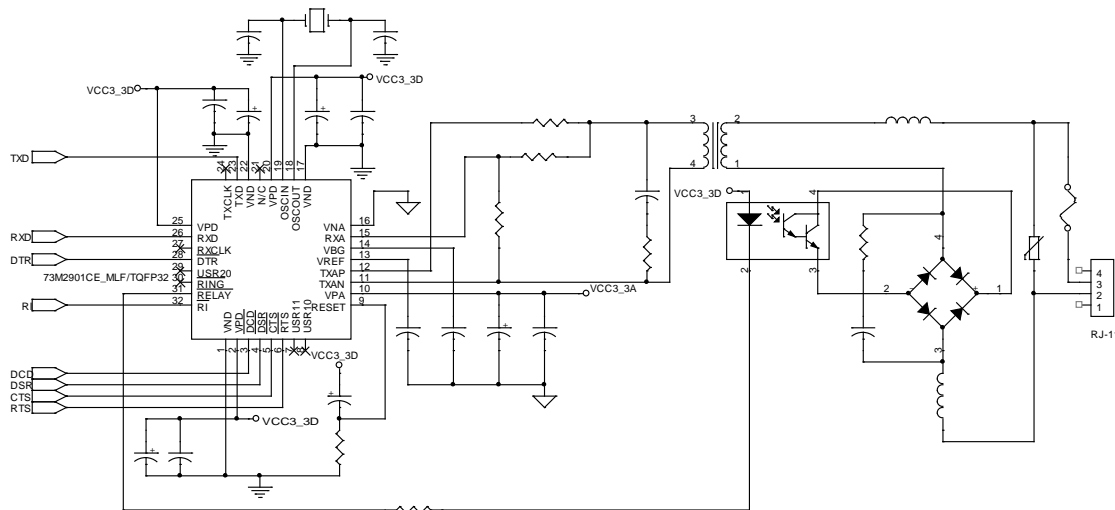 VCC3_3D
VCC3_3D
TXD
24
23
22
21
20
19
18
17
TXCLK
TXD
VND
N/C
VPD
OSCIN
OSCOUT
VND
3
2
4
1
VCC3_3D
1
4
2
3
25
VPD
VNA
16
RXD
26
RXD
RXA
15
27
RXCLK
VBG
14
DTR
28
DTR
VREF
13
29
USR20
TXAP
12
73M2901CE_MLF/TQFP32
30
RING
TXAN
11
31
RELAY
VPA
10
VCC3_3A
RI
32
RI
RESET
9
VND
VPD
DCD
DSR
CTS
RTS
USR11
USR10
1
2
3
4
5
6
7
8
VCC3_3D
DCD
DSR
CTS
RTS
VCC3_3D
4
2
1
3
4
3
2
1
RJ-1